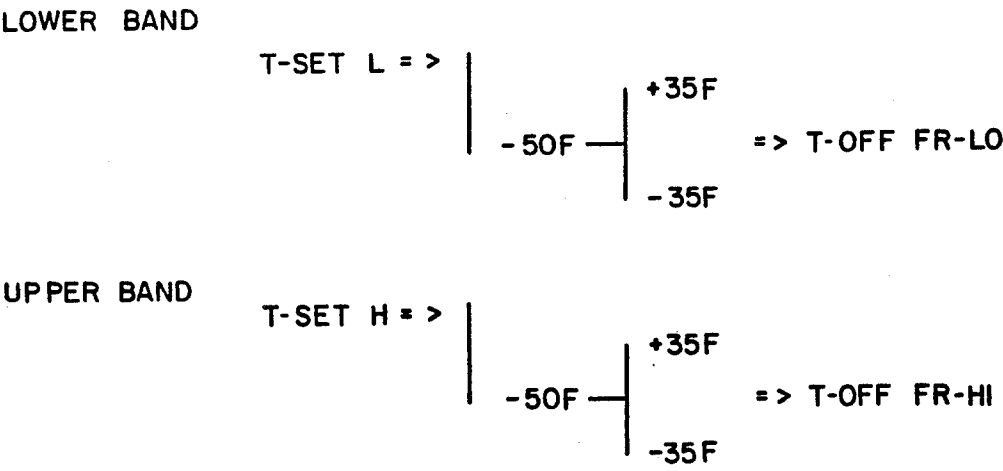 LOWER BAND
T-SET L = >
+35F
-50F
= > T-OFF FR-LO
-35F
UPPER BAND
T-SET H = >
+35F
-50F
= > T-OFF FR-HI
-35F